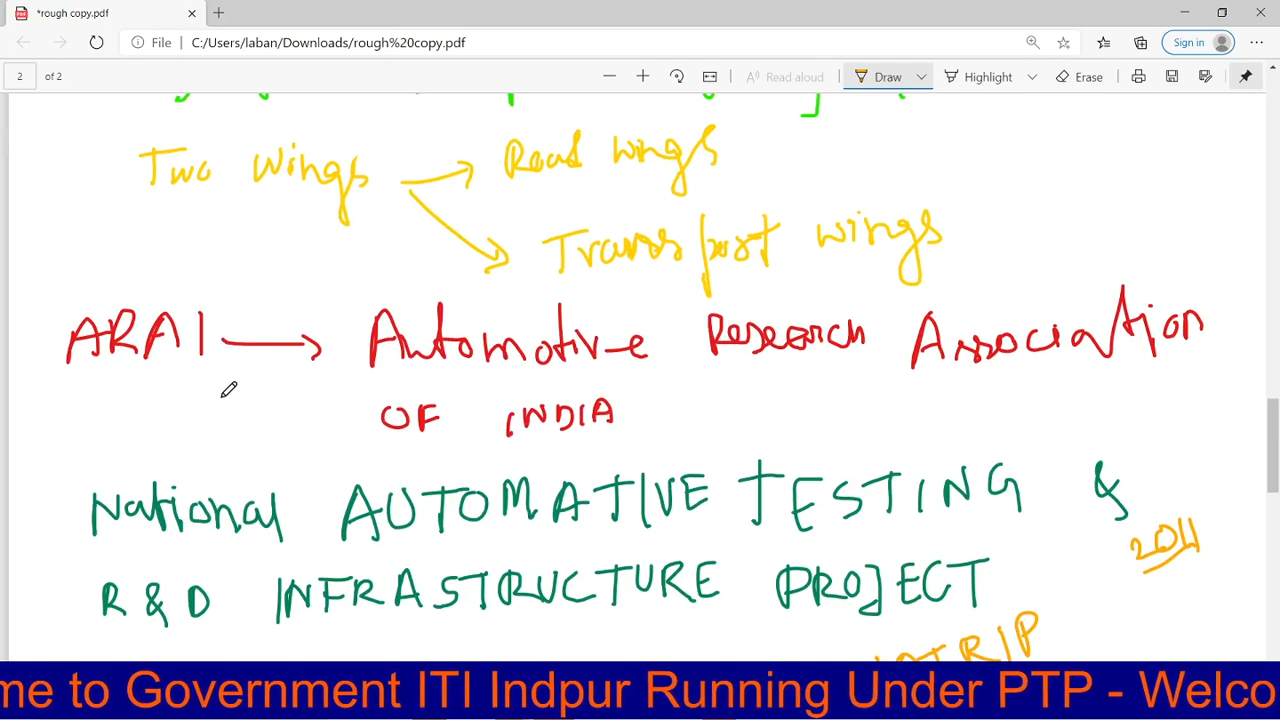 *rough copy.pdf
File C:/Users/laban/Downloads/rough%20copy.pdf Sign in
2 of 2 Read aloud Draw Highlight Erase
Two wings Road wings
Transport wings
ARAI Automotive Research Association
OF INDIA
National AUTOMATIVE TESTING &
2011
R & D INFRASTRUCTURE PROJECT
me to Government ITI Indpur Running Under PTP - Welco